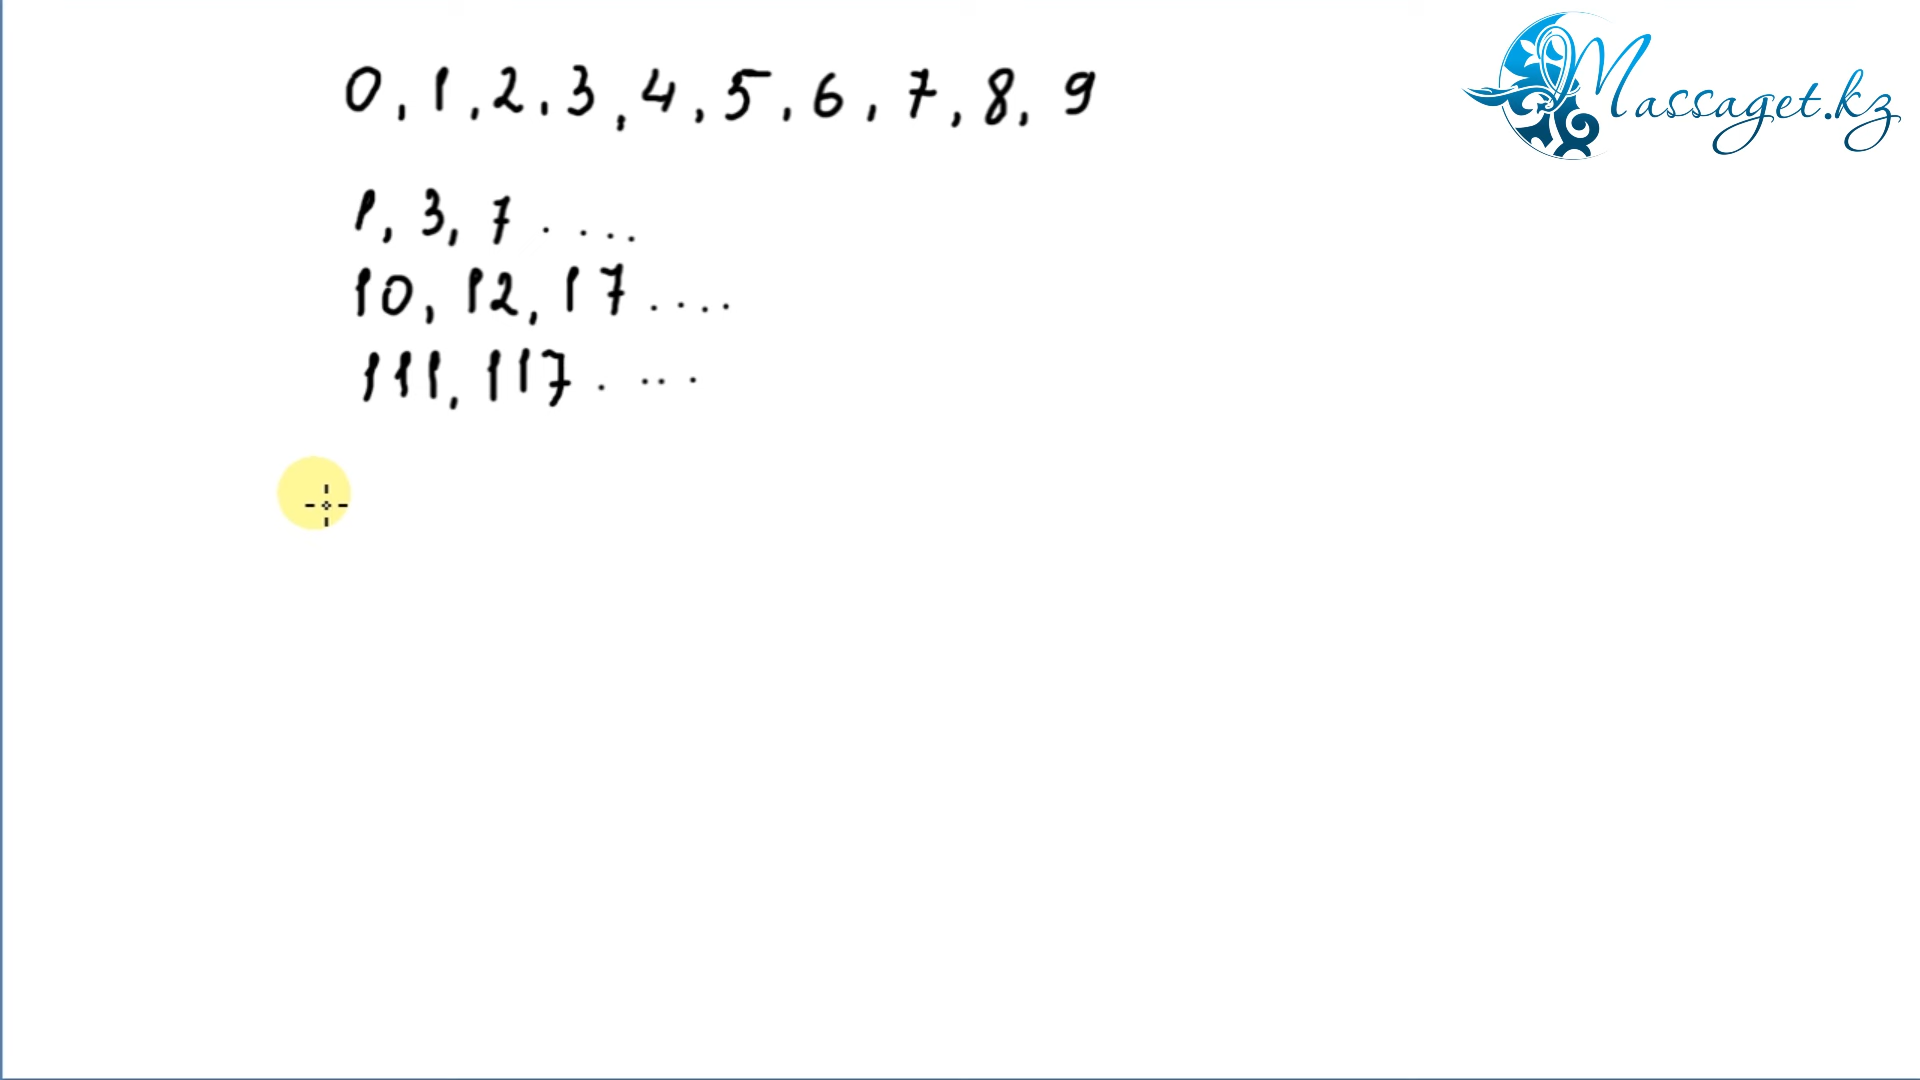 0, 1, 2, 3, 4, 5, 6, 7, 8, 9
Massaget.kz
1, 3, 7 ....
10, 12, 17 ....
111, 117 ....